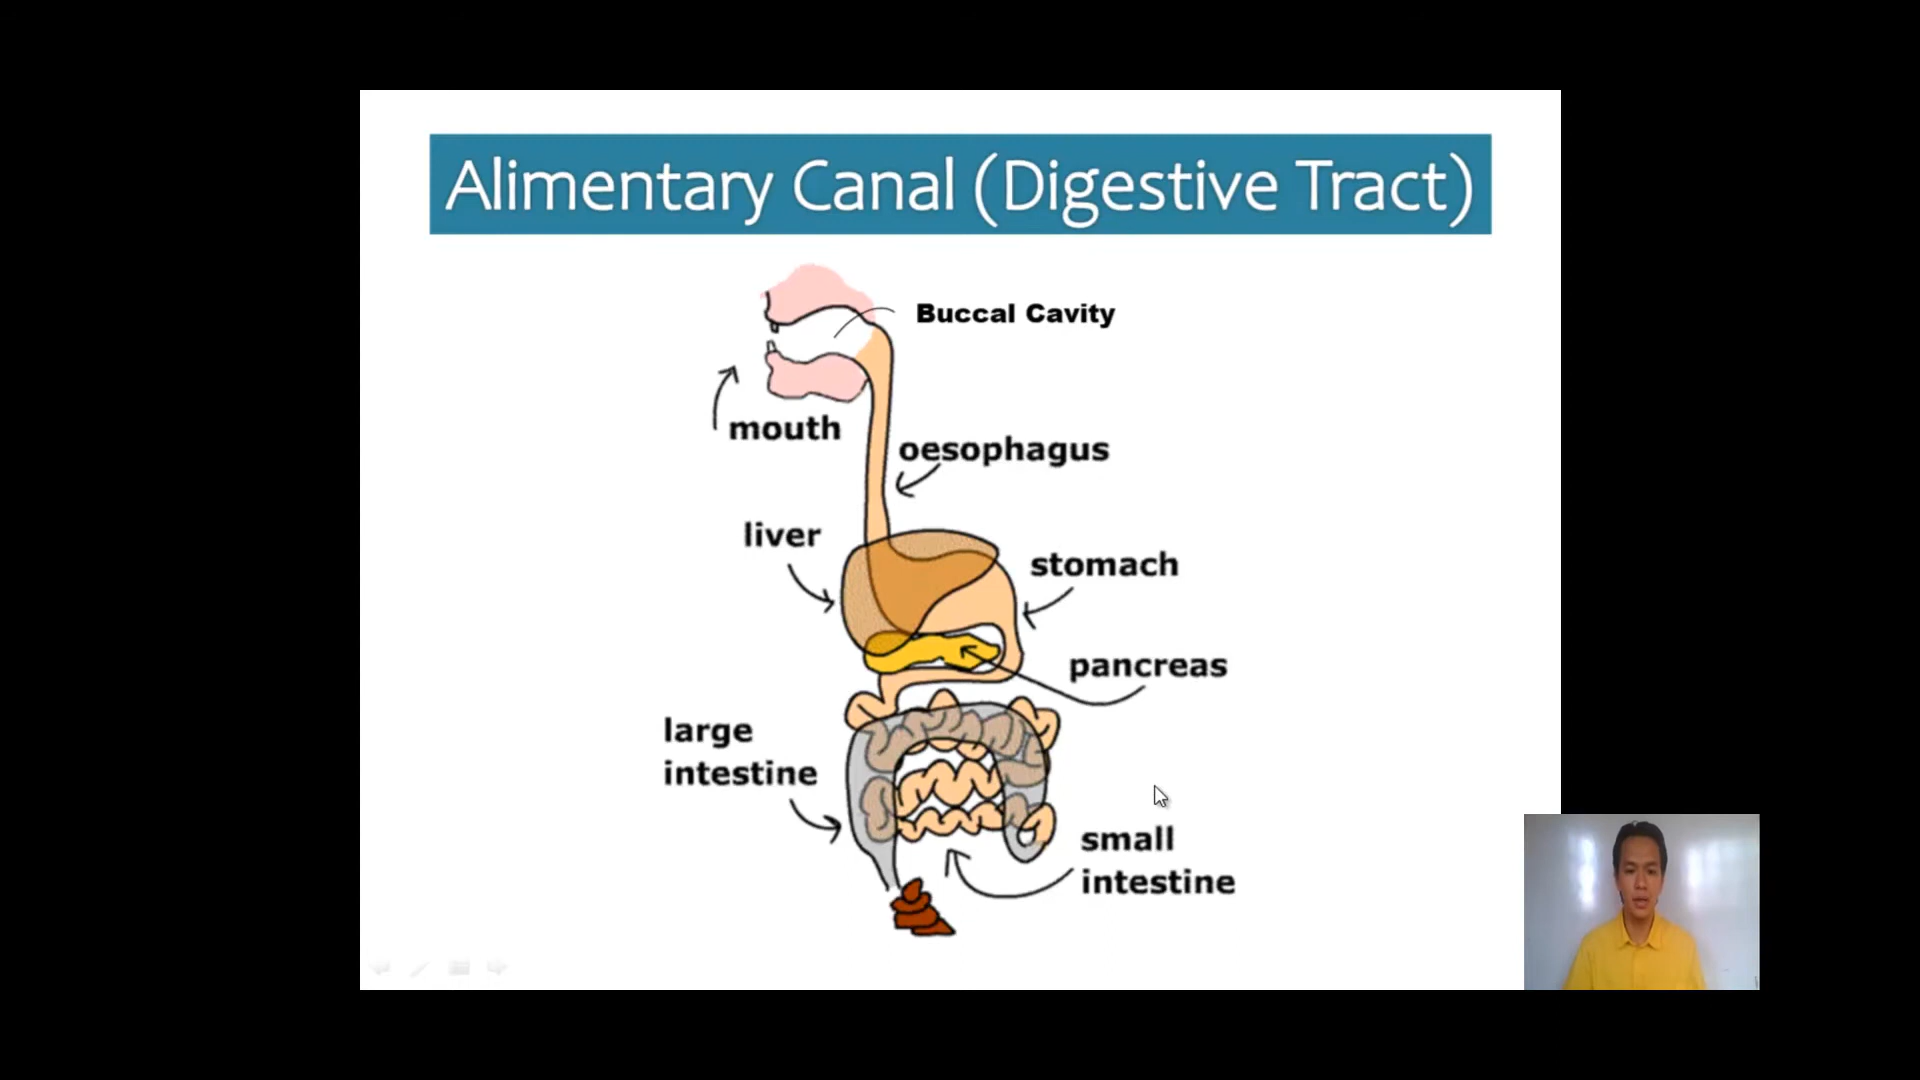 Alimentary Canal (Digestive Tract)
Buccal Cavity
mouth
oesophagus
liver
stomach
pancreas
large
intestine
small
intestine